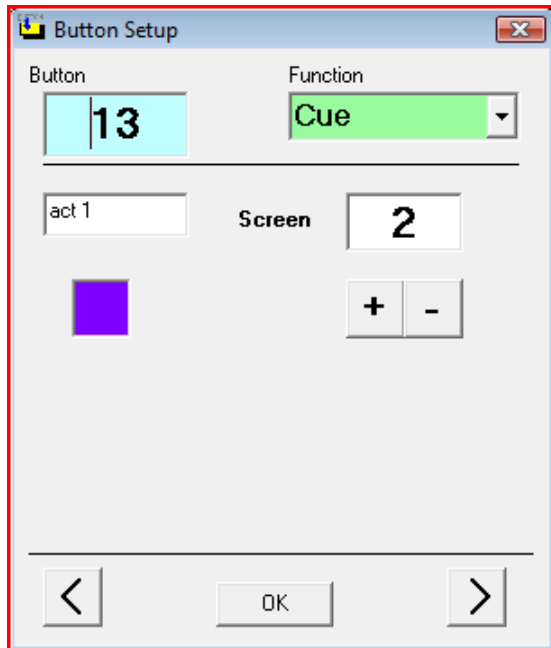 Button Setup
Button
Function
13
Cue
act 1
Screen
2
+
-
<
OK
>